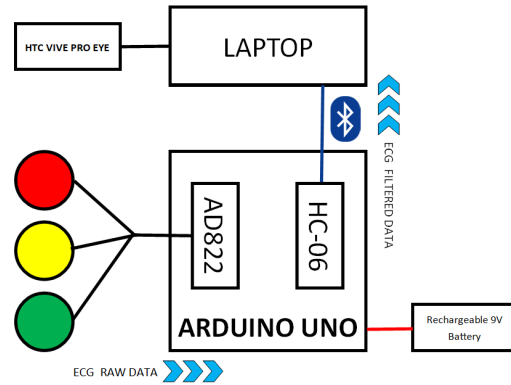 HTC VIVE PRO EYE
LAPTOP
ECG FILTERED DATA
AD822
HC-06
ARDUINO UNO
Rechargeable 9V
Battery
ECG RAW DATA